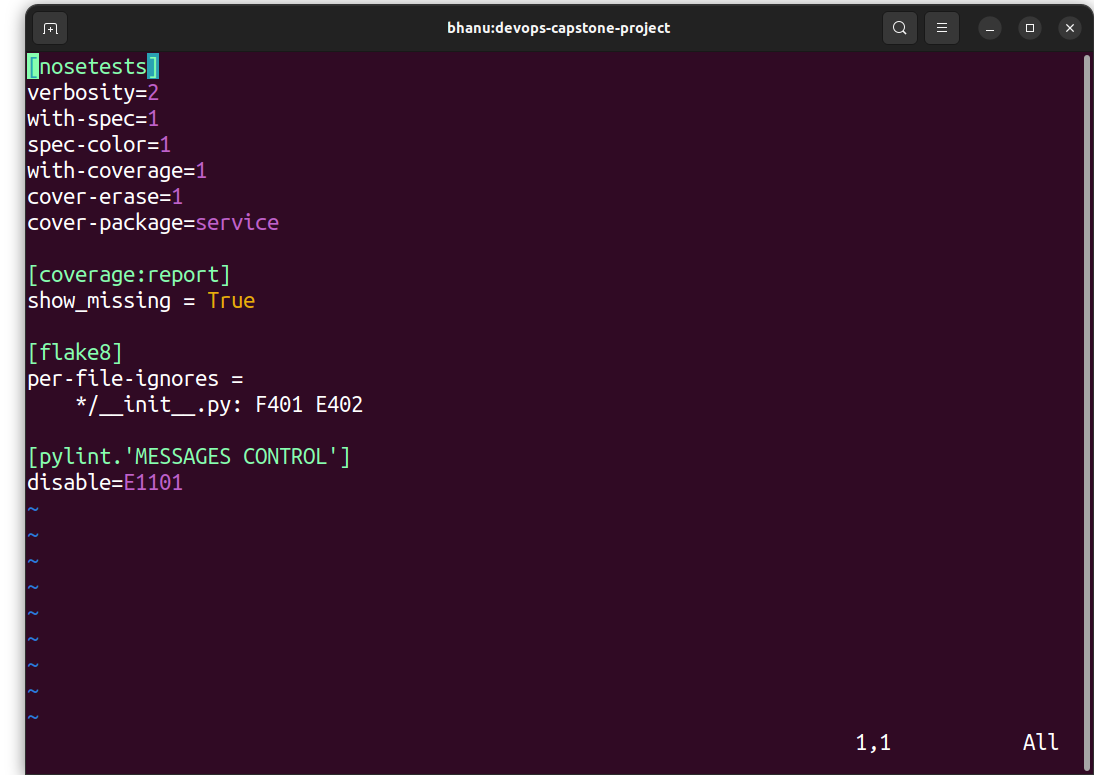 bhanu:devops-capstone-project
[nosetests]
verbosity=2
with-spec=1
spec-color=1
with-coverage=1
cover-erase=1
cover-package=service

[coverage:report]
show_missing = True

[flake8]
per-file-ignores =
    */__init__.py: F401 E402

[pylint.'MESSAGES CONTROL']
disable=E1101
~
~
~
~
~
~
~
~
~
1,1 All